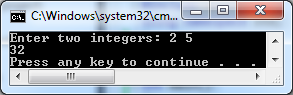 C:\Windows\system32\cm...
Enter two integers: 2 5
32
Press any key to continue . . .